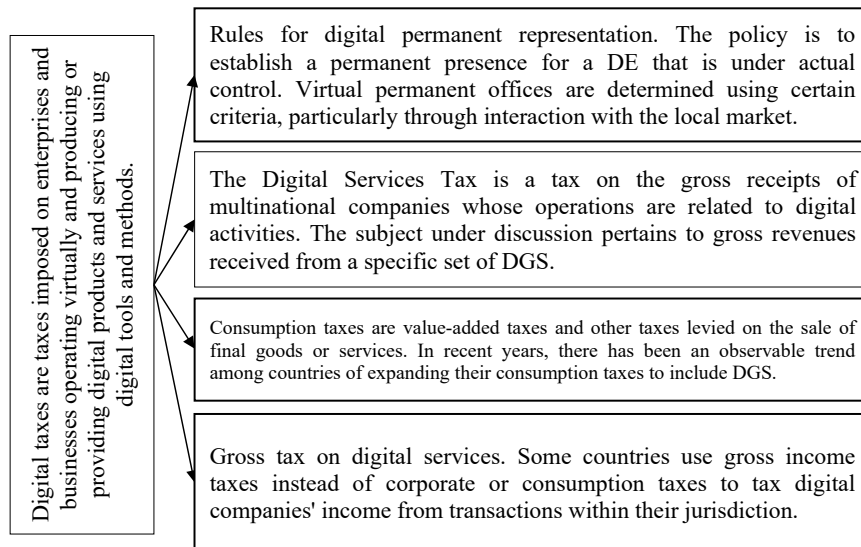 Digital taxes are taxes imposed on enterprises and
businesses operating virtually and producing or
providing digital products and services using
digital tools and methods.
Rules for digital permanent representation. The policy is to
establish a permanent presence for a DE that is under actual
control. Virtual permanent offices are determined using certain
criteria, particularly through interaction with the local market.
The Digital Services Tax is a tax on the gross receipts of
multinational companies whose operations are related to digital
activities. The subject under discussion pertains to gross revenues
received from a specific set of DGS.
Consumption taxes are value-added taxes and other taxes levied on the sale of
final goods or services. In recent years, there has been an observable trend
among countries of expanding their consumption taxes to include DGS.
Gross tax on digital services. Some countries use gross income
taxes instead of corporate or consumption taxes to tax digital
companies' income from transactions within their jurisdiction.